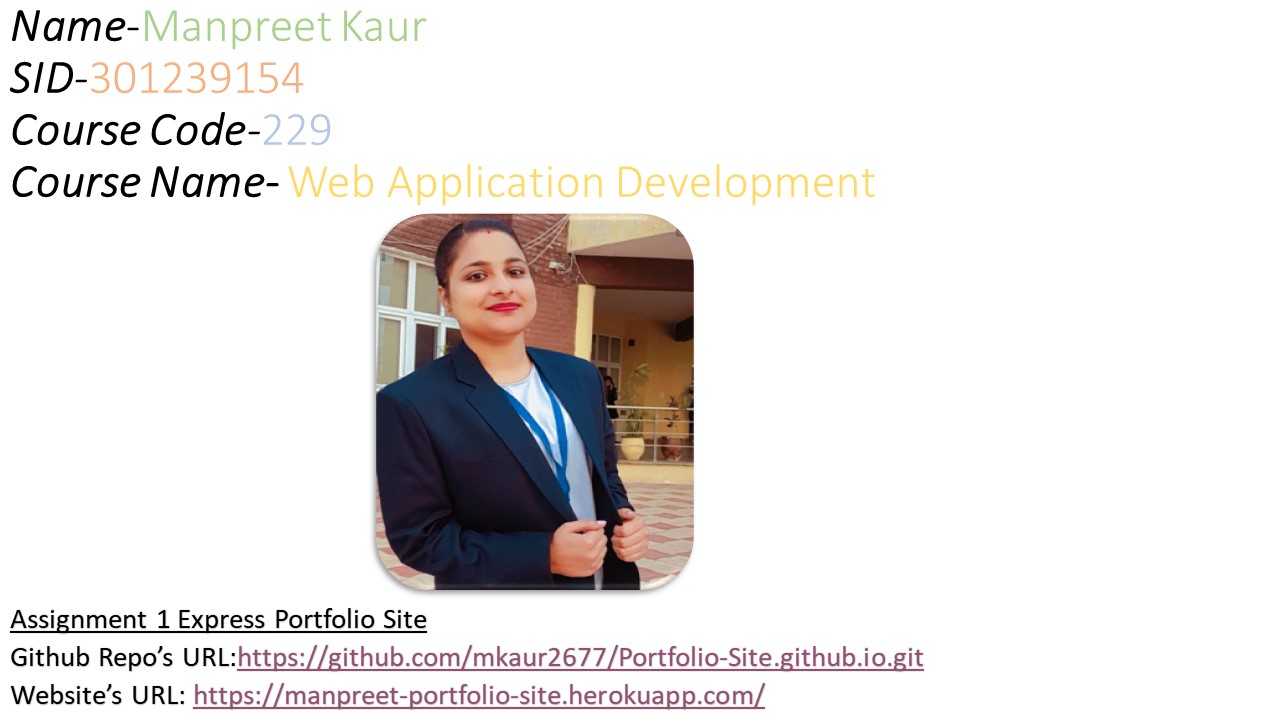 Name-Manpreet Kaur
SID-301239154
Course Code-229
Course Name- Web Application Development
Assignment 1 Express Portfolio Site
Github Repo’s URL:https://github.com/mkaur2677/Portfolio-Site.github.io.git
Website’s URL: https://manpreet-portfolio-site.herokuapp.com/